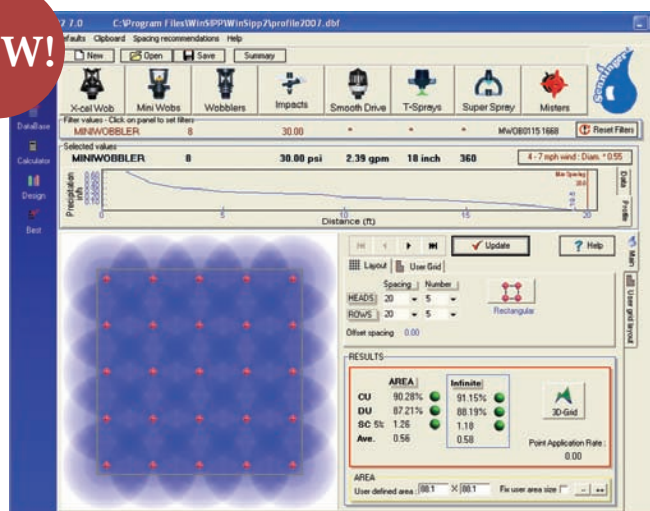 W!
7.0 C:\Program Files\WinSIPP\WinSipp2\profile2007.dbf
Defaults Clipboard Spacing recommendations Help
New Open Save Summary
X-cel Wob Mini Wobs Wobblers Impacts Smooth Drive T-Sprays Super Spray Misters
Senninger
DataBase
Calculator
Design
Best
Filter values - Click on panel to set filters
MINIWOBBLER 8 30.00 * * * MWOB0115 1668 Reset Filters
Selected values
MINIWOBBLER 8 30.00 psi 2.39 gpm 18 inch 360 4 - 7 mph wind : Diam. * 0.55
Precipitation in/h
0 5 10 15 20
Distance (ft)
Data
Profile
Update Help
Layout User Grid
Spacing Number
HEADS 20 5
ROWS 20 5
Rectangular
Offset spacing 0.00
Main
User grid layout
RESULTS
AREA Infinite
CU 90.28% 91.15%
DU 87.21% 88.19%
SC 5% 1.26 1.18
Ave. 0.56 0.58
3D-Grid
Point Application Rate :
0.00
AREA
User defined area : 80.1 X 80.1 Fix user area size